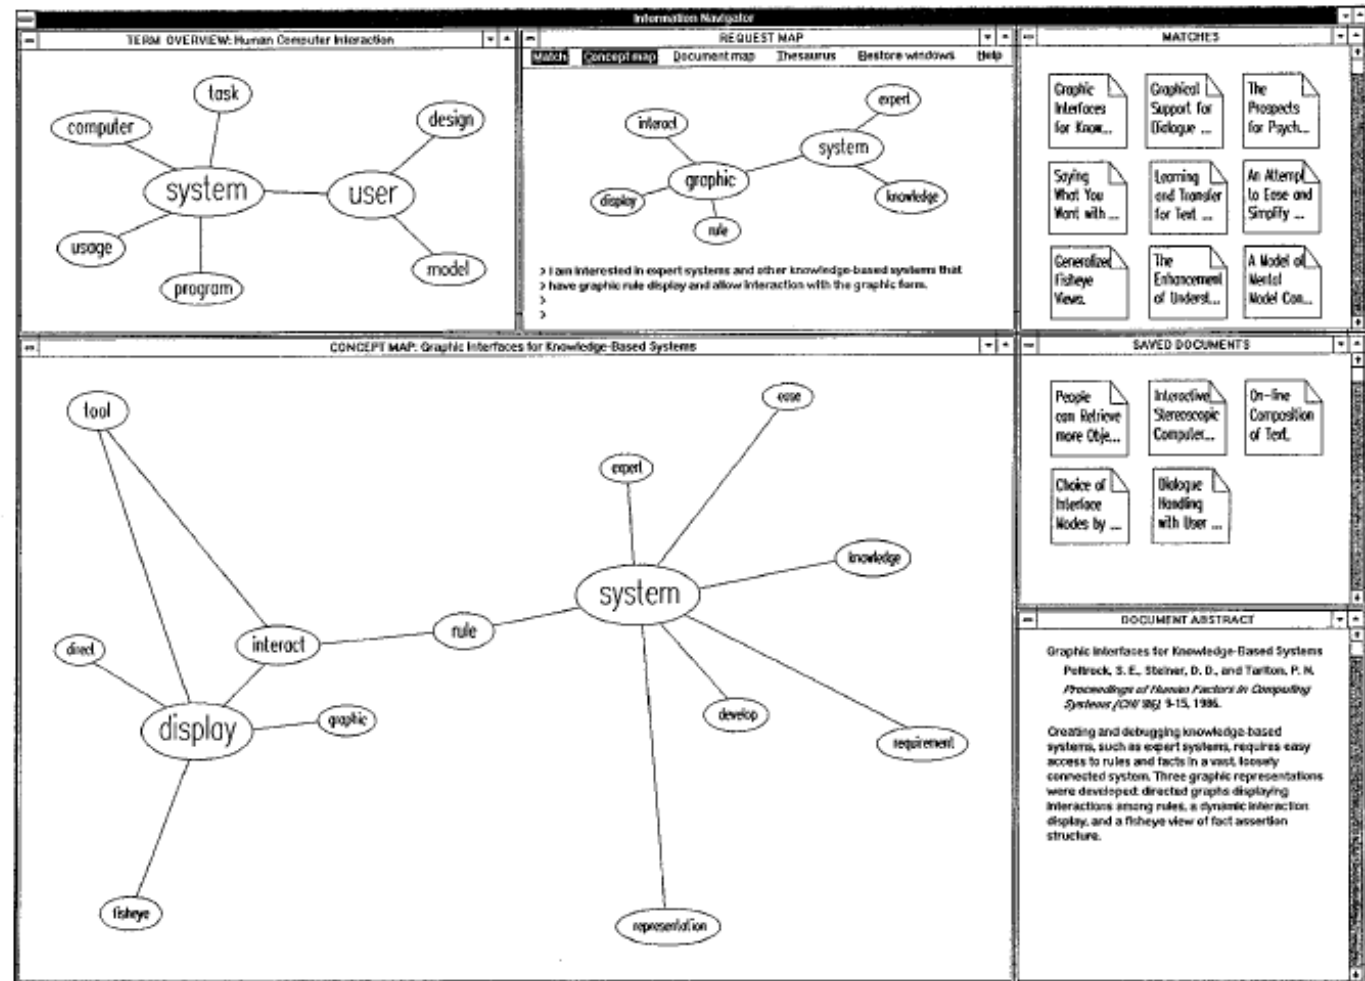 Information Navigator
TERM OVERVIEW: Human Computer Interaction
task
computer
design
system
user
usage
model
program
REQUEST MAP
Match Concept map Document map Thesaurus Restore windows Help
expert
interact
system
graphic
display
knowledge
rule
> I am interested in expert systems and other knowledge-based systems that
> have graphic rule display and allow interaction with the graphic form.
>
>
MATCHES
Graphic
Interfaces
for Know...
Graphical
Support for
Dialogue ...
The
Prospects
for Psych...
Saying
What You
Want with ...
Learning
and Transfer
for Text ...
An Attempt
to Ease and
Simplify ...
Generalized
Fisheye
Views.
The
Enhancement
of Underst...
A Model of
Mental
Model Con...
CONCEPT MAP: Graphic Interfaces for Knowledge-Based Systems
tool
ease
expert
knowledge
system
rule
interact
direct
display
graphic
develop
requirement
fisheye
representation
SAVED DOCUMENTS
People
can Retrieve
more Obje...
Interactive
Stereoscopic
Computer...
On-line
Composition
of Text.
Choice of
Interface
Modes by ...
Dialogue
Handling
with User ...
DOCUMENT ABSTRACT
Graphic Interfaces for Knowledge-Based Systems
Poltrock, S. E., Steiner, D. D., and Tarlton, P. N.
Proceedings of Human Factors in Computing
Systems (CHI '86) 9-15, 1986.
Creating and debugging knowledge-based
systems, such as expert systems, requires easy
access to rules and facts in a vast, loosely
connected system. Three graphic representations
were developed: directed graphs displaying
interactions among rules, a dynamic interaction
display, and a fisheye view of fact assertion
structure.